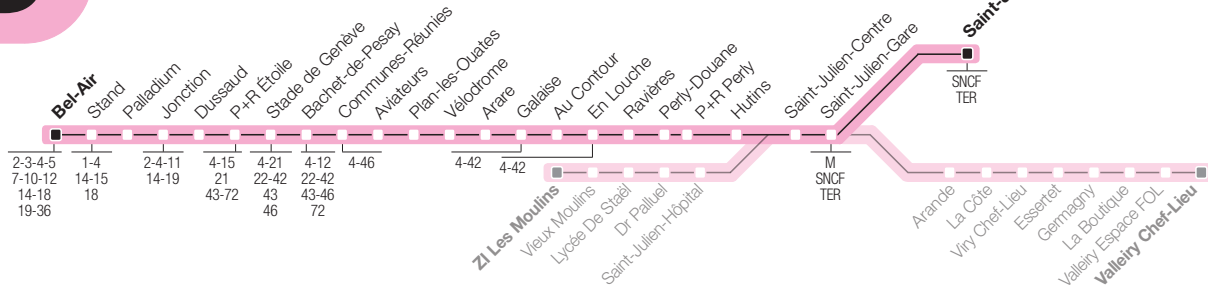 Bel-Air
Stand
Palladium
Jonction
Dussaud
P+R Étoile
Stade de Genève
Bachet-de-Pesay
Communes-Réunies
Aviateurs
Plan-les-Ouates
Vélodrome
Arare
Galaise
Au Contour
En Louche
Ravières
Perly-Douane
P+R Perly
Hutins
Saint-Julien-Centre
Saint-Julien-Gare
2-3-4-5
7-10-12
14-18
19-36
1-4
14-15
18
2-4-11
14-19
4-15
21
43-72
4-21
22-42
43
46
4-12
22-42
43-46
72
4-46
4-42
4-42
M
SNCF
TER
SNCF
TER
ZI Les Moulins
Vieux Moulins
Lycée De Staël
Dr Palluel
Saint-Julien-Hôpital
Arande
La Côte
Viry Chef-Lieu
Essertet
Germagny
La Boutique
Valleiry Espace FOL
Valleiry Chef-Lieu